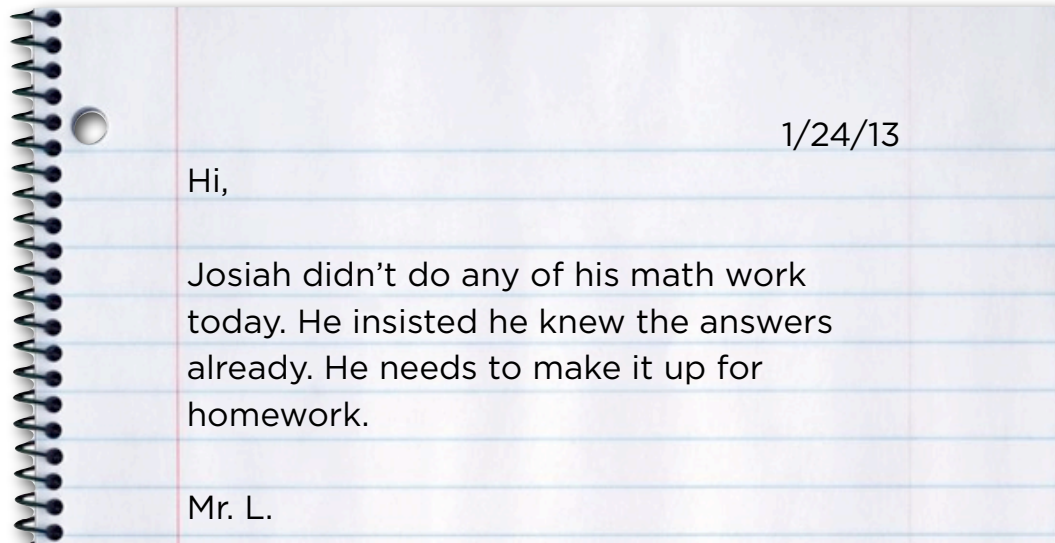 1/24/13
Hi,
Josiah didn’t do any of his math work
today. He insisted he knew the answers
already. He needs to make it up for
homework.
Mr. L.